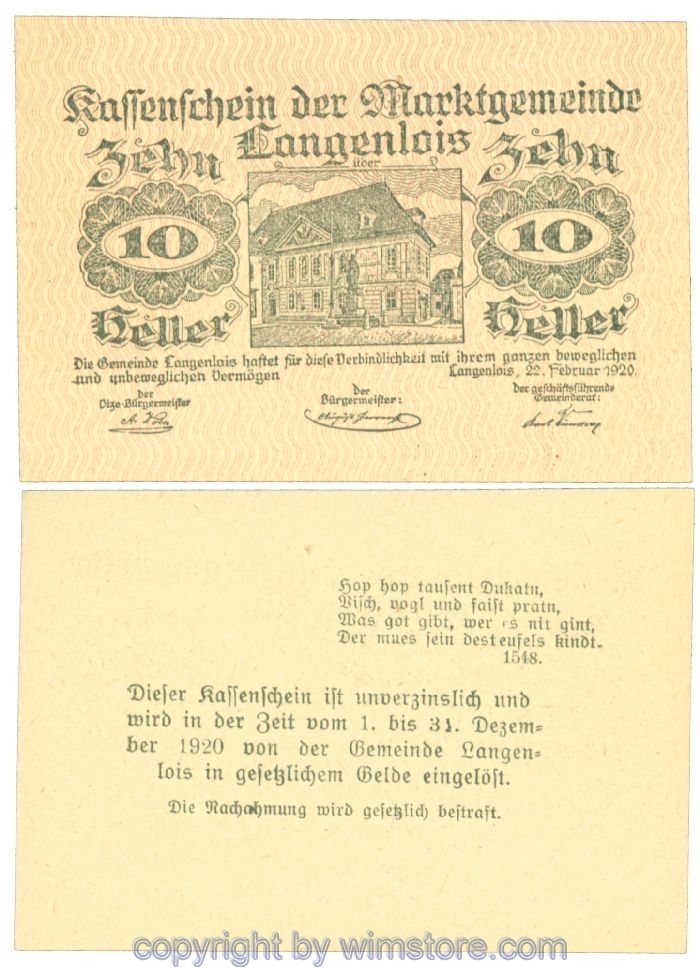 Kassenschein der Marktgemeinde
Langenlois
über
Zehn Zehn
10 10
Heller Heller
Die Gemeinde Langenlois haftet für diese Verbindlichkeit mit ihrem ganzen beweglichen
und unbeweglichen Vermögen Langenlois, 22. Februar 1920.
der Vize-Bürgermeister
Der Bürgermeister:
Der geschäftsführende Gemeinderat:
Hop hop tausent Dukatn,
Visch, vogl und faist pratn,
Was got gibt, wer es nit gint,
Der mues sein des teufels kindt.
1548.
Dieser Kassenschein ist unverzinslich und
wird in der Zeit vom 1. bis 31. Dezem=
ber 1920 von der Gemeinde Langen=
lois in gesetzlichem Gelde eingelöst.
Die Nachahmung wird gesetzlich bestraft.
copyright by wimstore.com